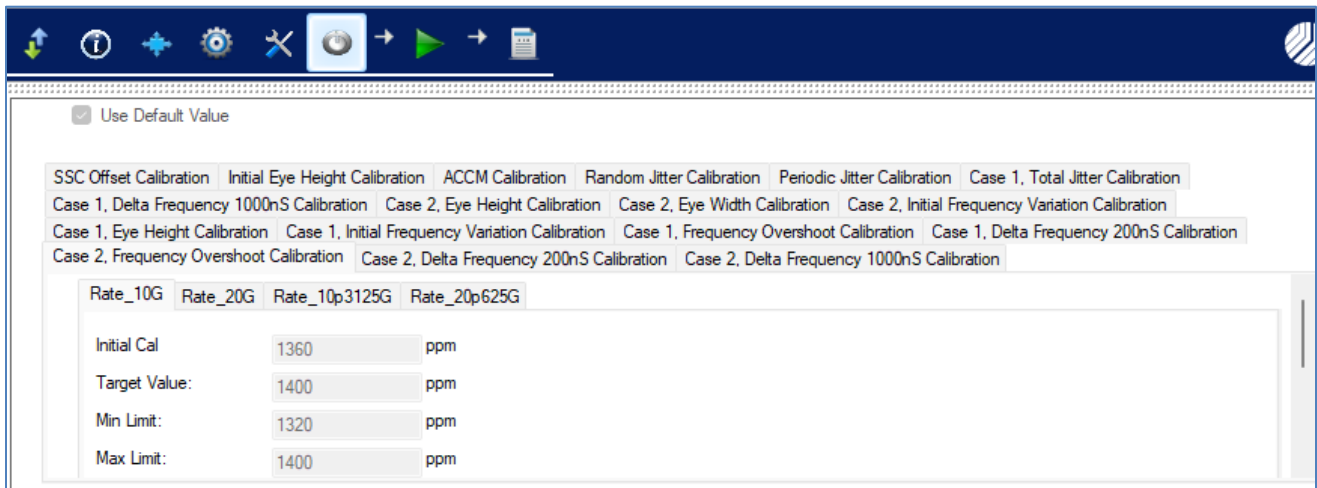 Use Default Value
SSC Offset Calibration Initial Eye Height Calibration ACCM Calibration Random Jitter Calibration Periodic Jitter Calibration Case 1, Total Jitter Calibration
Case 1, Delta Frequency 1000nS Calibration Case 2, Eye Height Calibration Case 2, Eye Width Calibration Case 2, Initial Frequency Variation Calibration
Case 1, Eye Height Calibration Case 1, Initial Frequency Variation Calibration Case 1, Frequency Overshoot Calibration Case 1, Delta Frequency 200nS Calibration
Case 2, Frequency Overshoot Calibration Case 2, Delta Frequency 200nS Calibration Case 2, Delta Frequency 1000nS Calibration
Rate_10G Rate_20G Rate_10p3125G Rate_20p625G
Initial Cal 1360 ppm
Target Value: 1400 ppm
Min Limit: 1320 ppm
Max Limit: 1400 ppm